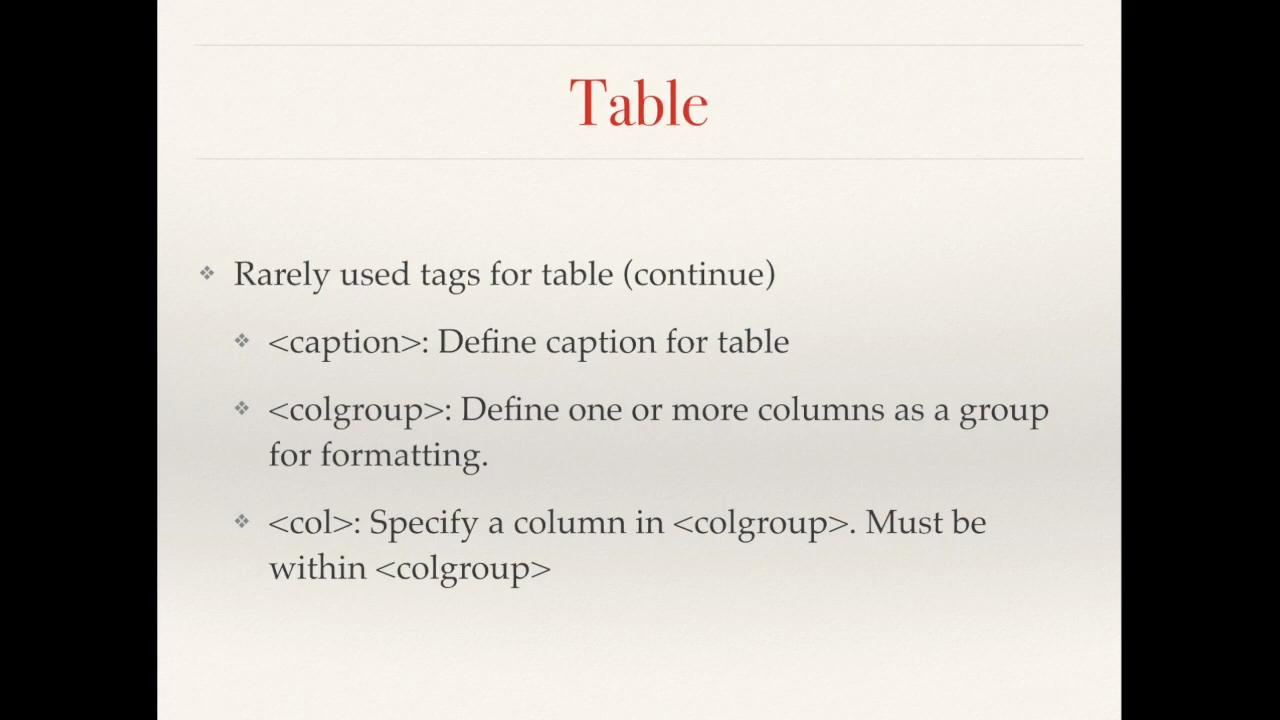 Table
❖ Rarely used tags for table (continue)
❖ <caption>: Define caption for table
❖ <colgroup>: Define one or more columns as a group
for formatting.
❖ <col>: Specify a column in <colgroup>. Must be
within <colgroup>